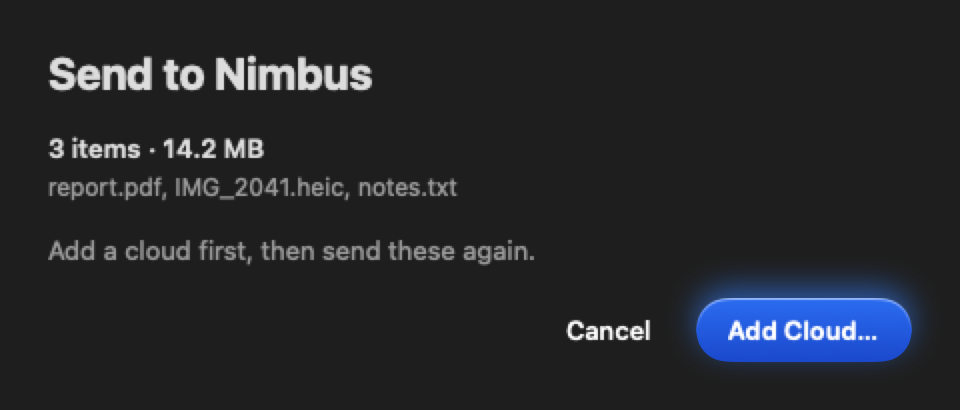 Send to Nimbus
3 items · 14.2 MB
report.pdf, IMG_2041.heic, notes.txt
Add a cloud first, then send these again.
Cancel
Add Cloud...